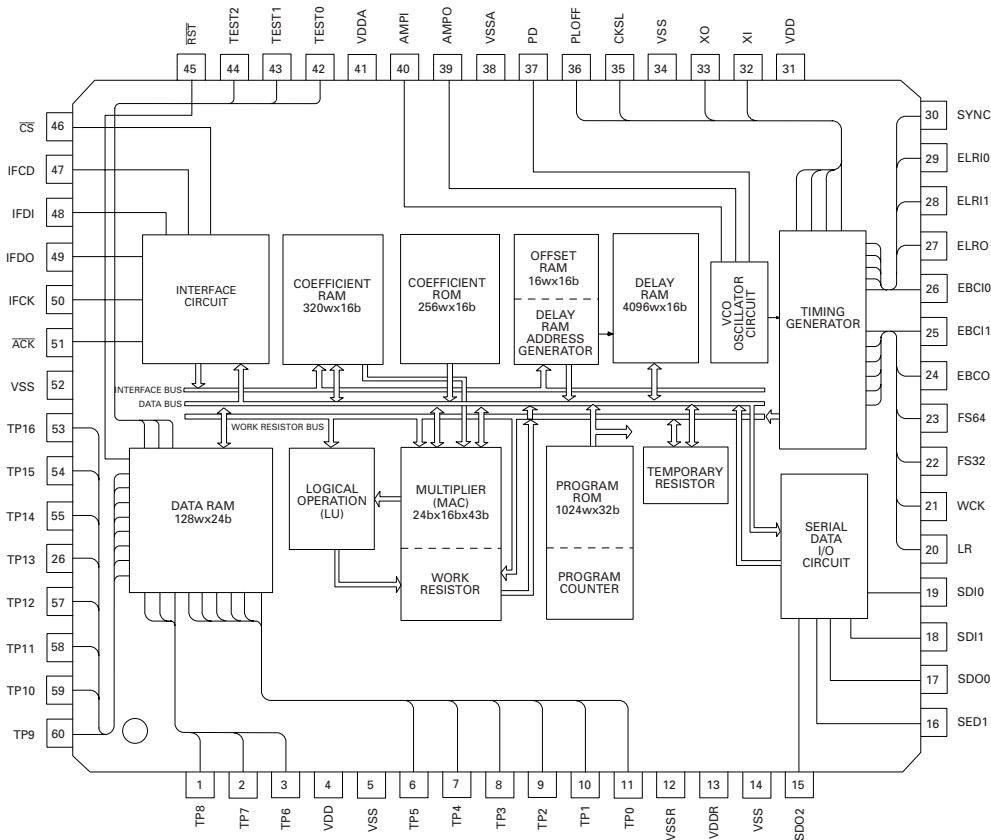 RST
TEST2
TEST1
TEST0
VDDA
AMPI
AMPO
VSSA
PD
PLOFF
CKSL
VSS
XO
XI
VDD
45
44
43
42
41
40
39
38
37
36
35
34
33
32
31
CS
46
IFCD
47
IFDI
48
IFDO
49
IFCK
50
ACK
51
VSS
52
TP16
53
TP15
54
TP14
55
TP13
26
TP12
57
TP11
58
TP10
59
TP9
60
30
SYNC
29
ELRI0
28
ELRI1
27
ELRO
26
EBCI0
25
EBCI1
24
EBCO
23
FS64
22
FS32
21
WCK
20
LR
19
SDI0
18
SDI1
17
SDO0
16
SED1
INTERFACE
CIRCUIT
COEFFICIENT
RAM
320wx16b
COEFFICIENT
ROM
256wx16b
OFFSET
RAM
16wx16b
DELAY
RAM
ADDRESS
GENERATOR
DELAY
RAM
4096wx16b
VCO
OSCILLATOR
CIRCUIT
TIMING
GENERATOR
INTERFACE BUS
DATA BUS
WORK RESISTOR BUS
DATA RAM
128wx24b
LOGICAL
OPERATION
(LU)
MULTIPLIER
(MAC)
24bx16bx43b
WORK
RESISTOR
PROGRAM
ROM
1024wx32b
PROGRAM
COUNTER
TEMPORARY
RESISTOR
SERIAL
DATA
I/O
CIRCUIT
1
2
3
4
5
6
7
8
9
10
11
12
13
14
15
TP8
TP7
TP6
VDD
VSS
TP5
TP4
TP3
TP2
TP1
TP0
VSSR
VDDR
VSS
SDO2